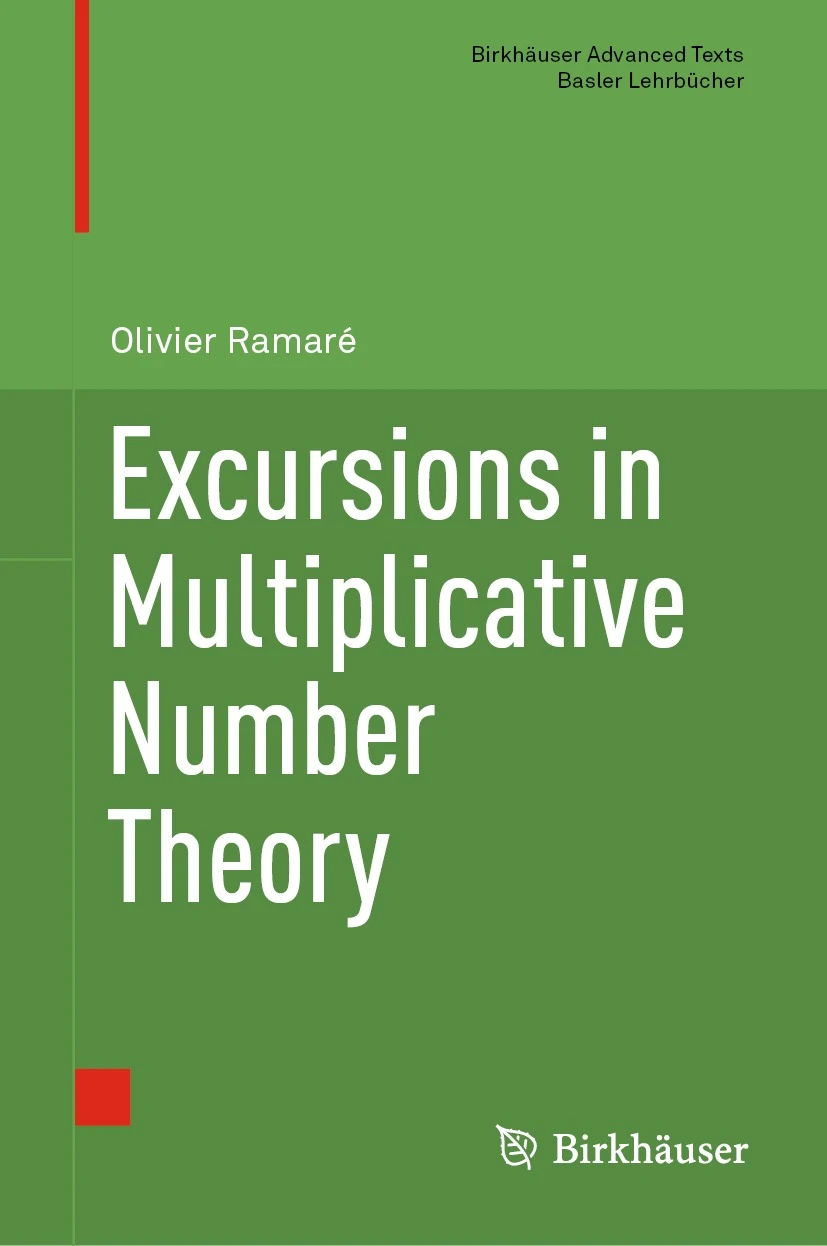 Birkhäuser Advanced Texts
Basler Lehrbücher
Olivier Ramaré
Excursions in
Multiplicative
Number
Theory
Birkhäuser